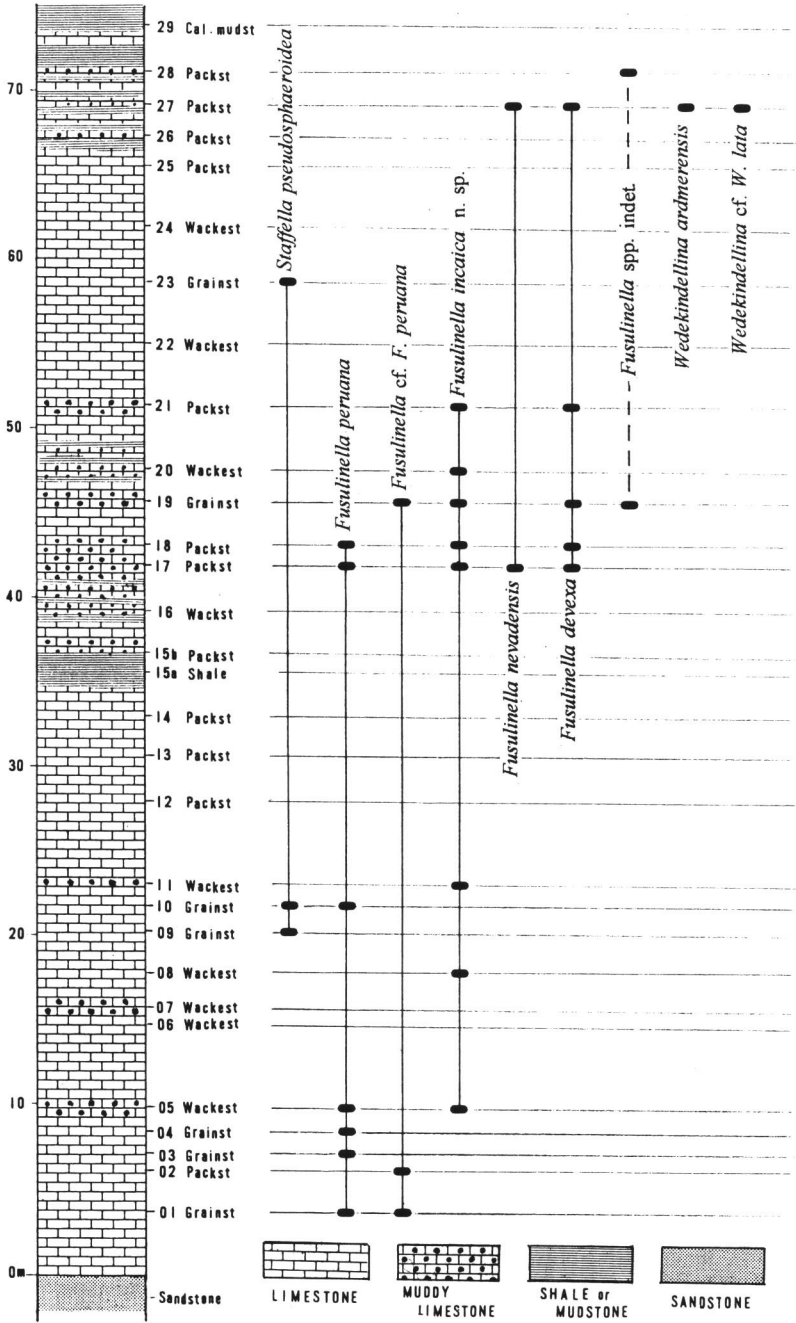 29 Cal. mudst
28 Packst
70
27 Packst
26 Packst
25 Packst
24 Wackest
60
23 Grainst
22 Wackest
21 Packst
50
20 Wackest
19 Grainst
18 Packst
17 Packst
40
16 Wackst
15b Packst
15a Shale
14 Packst
13 Packst
30
12 Packst
11 Wackest
10 Grainst
20
09 Grainst
08 Wackest
07 Wackest
06 Wackest
10
05 Wackest
04 Grainst
03 Grainst
02 Packst
01 Grainst
0m
Sandstone
Staffella pseudosphaeroidea
Fusulinella peruana
Fusulinella cf. F. peruana
Fusulinella incaica n. sp.
Fusulinella nevadensis
Fusulinella devexa
Fusulinella spp. indet.
Wedekindellina ardmerensis
Wedekindellina cf. W. lata
LIMESTONE
MUDDY
LIMESTONE
SHALE or
MUDSTONE
SANDSTONE